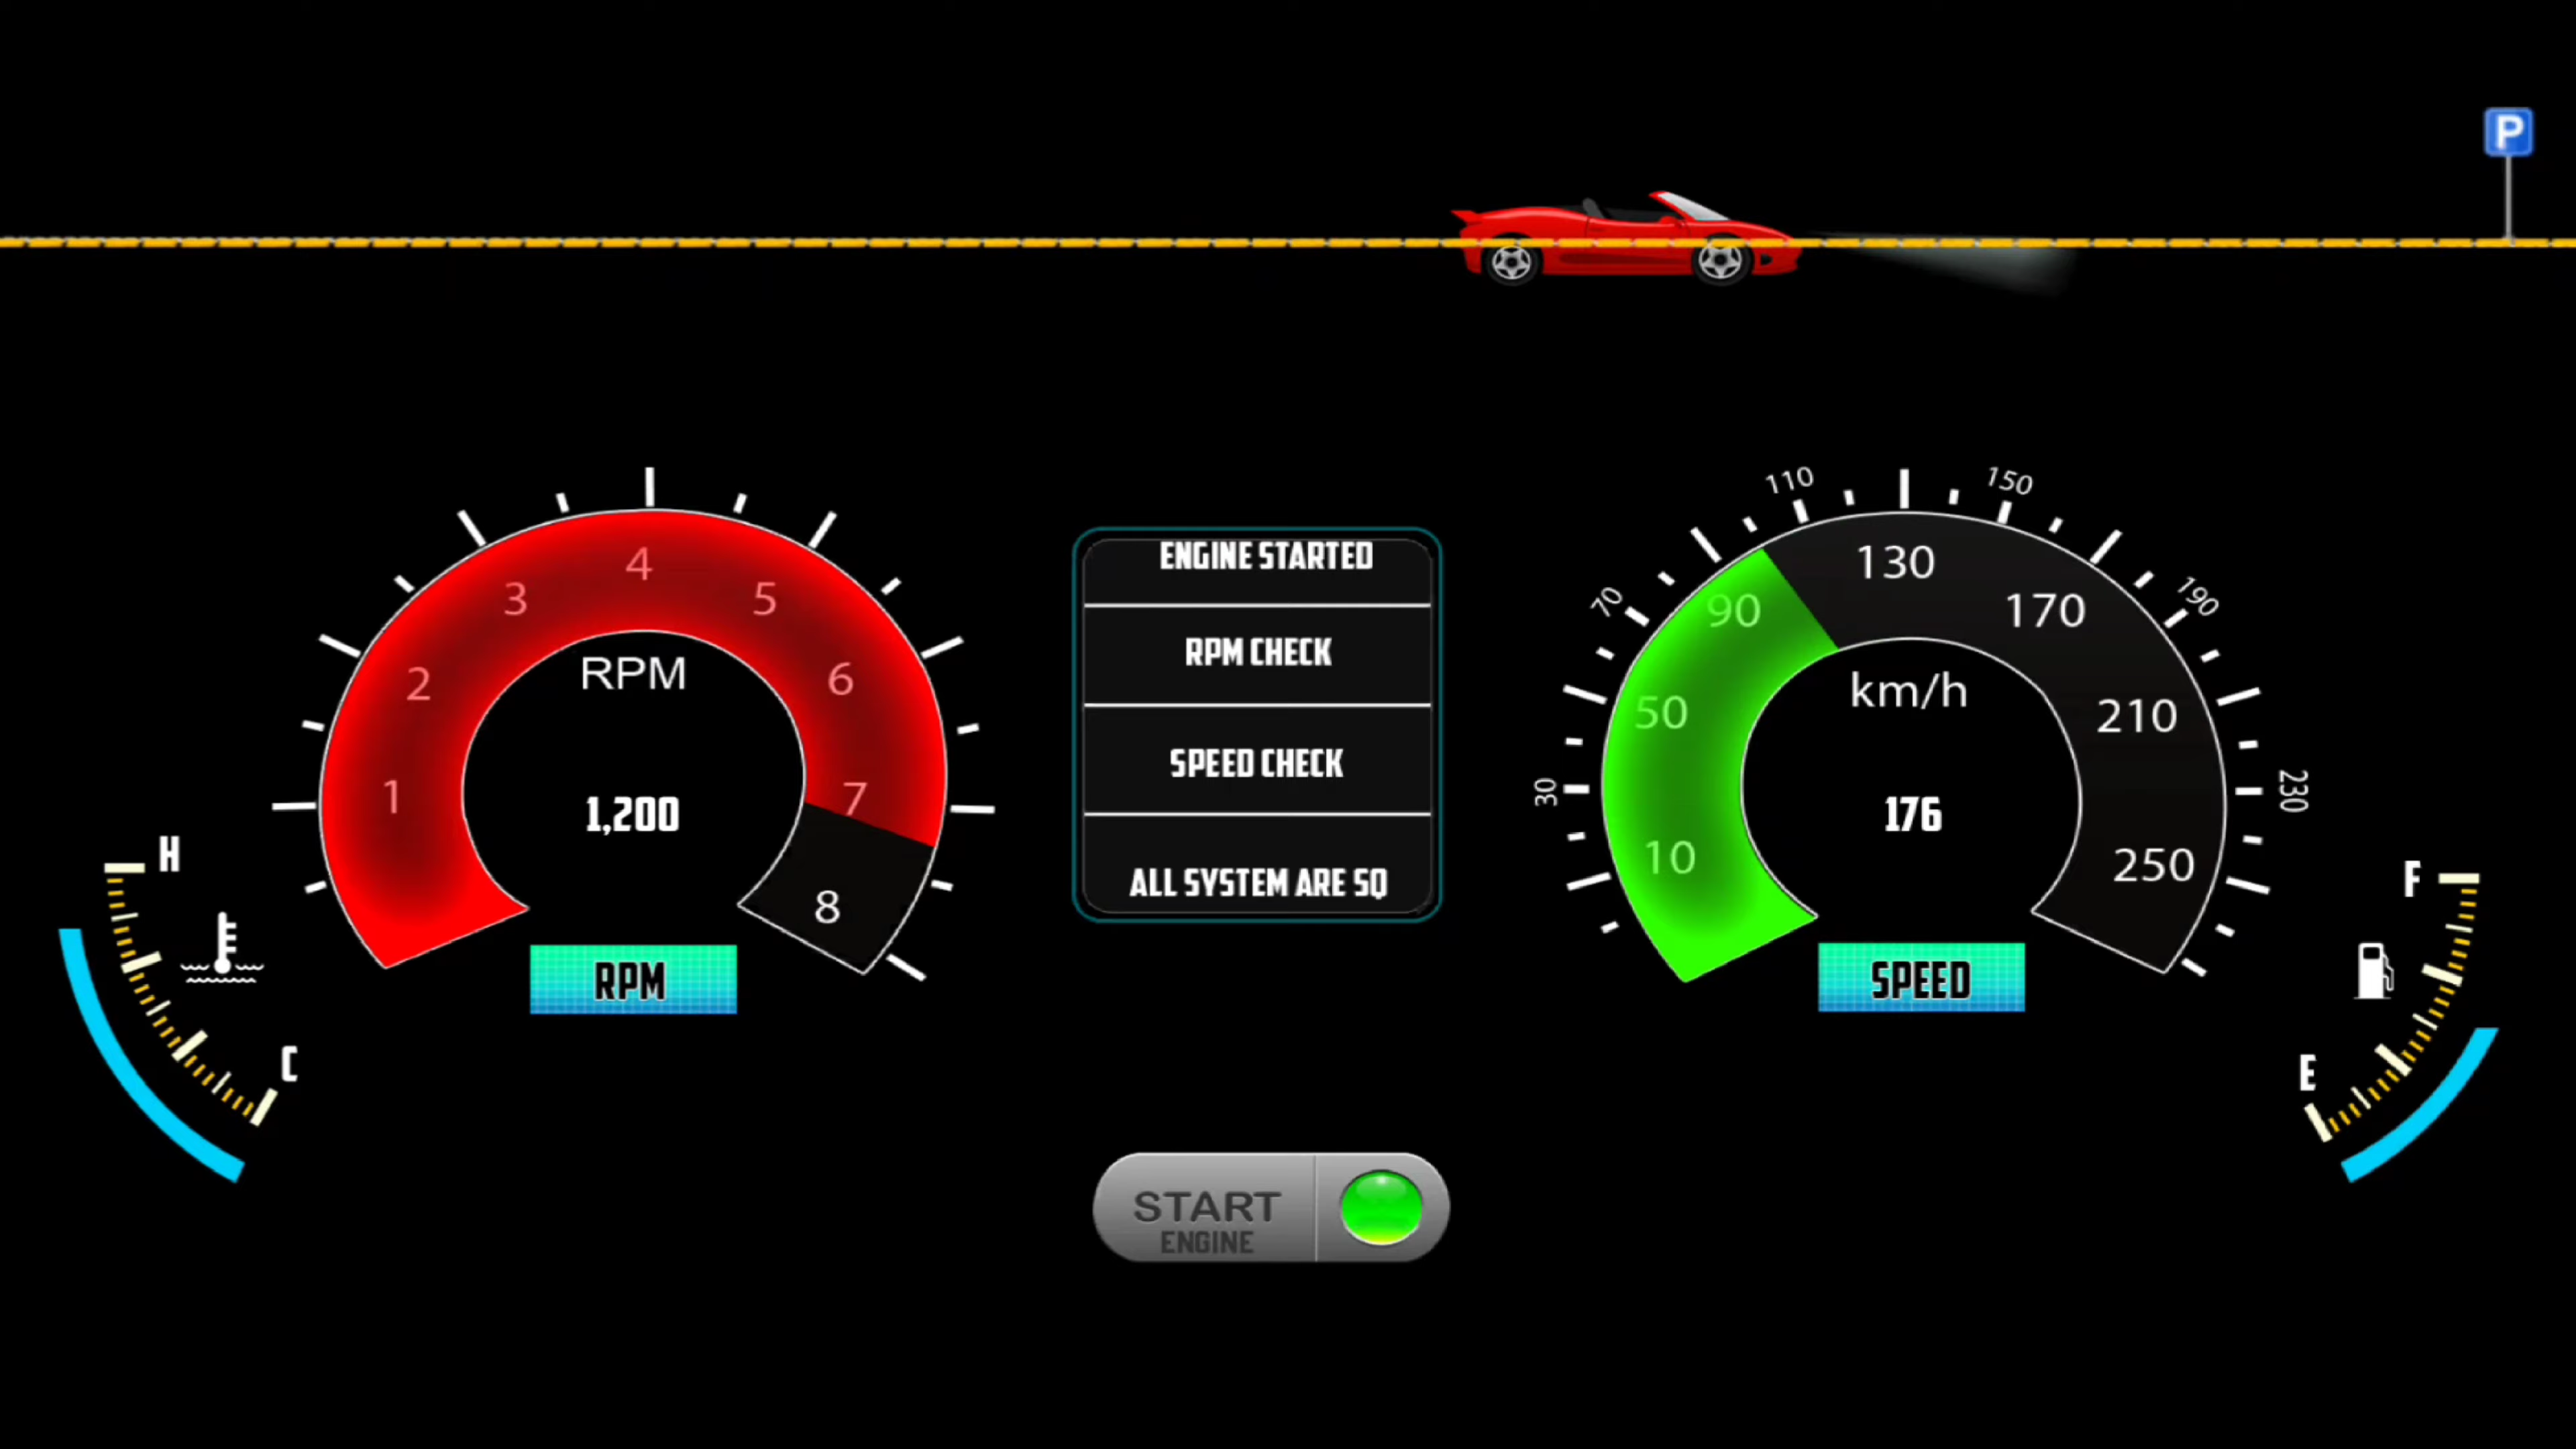 P
110
150
4
130
ENGINE STARTED
3
5
70
190
90
170
RPM CHECK
RPM
2
6
km/h
50
210
SPEED CHECK
1
7
30
230
1,200
176
H
10
250
F
ALL SYSTEM ARE SQ
8
RPM
SPEED
C
E
START
ENGINE